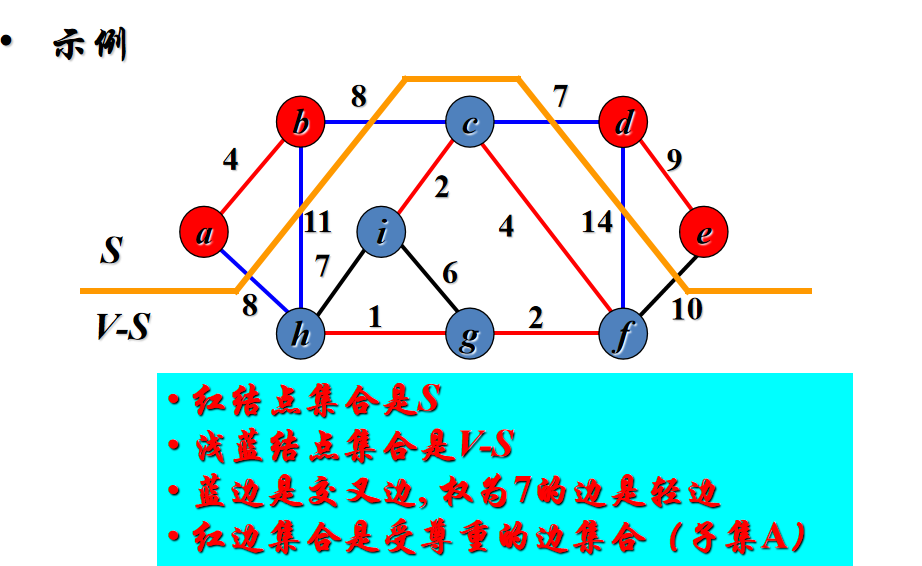 • 示例
8
7
b
c
d
4
9
2
a
11
i
4
14
e
S
7
6
8
1
2
10
V-S
h
g
f
• 红结点集合是S
• 浅蓝结点集合是V-S
• 蓝边是交叉边, 权为7的边是轻边
• 红边集合是受尊重的边集合（子集A）